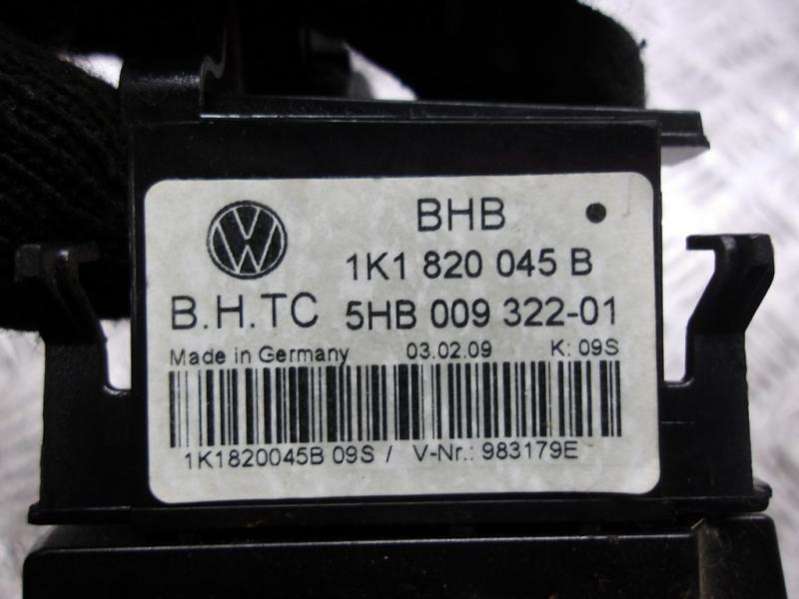 BHB
1K1 820 045 B
B.H.TC 5HB 009 322-01
Made in Germany 03.02.09 K: 09S
1K1820045B 09S / V-Nr.: 983179E